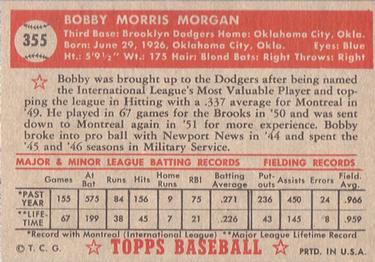 355
BOBBY MORRIS MORGAN
Third Base: Brooklyn Dodgers Home: Oklahoma City, Okla.
Born: June 29, 1926, Oklahoma City, Okla. Eyes: Blue
Ht.: 5'9½" Wt.: 175 Hair: Blond Bats: Right Throws: Right
Bobby was brought up to the Dodgers after being named
the International League's Most Valuable Player and top-
ping the league in Hitting with a .337 average for Montreal in
'49. He played in 67 games for the Brooks in '50 and was sent
down to Montreal again in '51 for more experience. Bobby
broke into pro ball with Newport News in '44 and spent the
'45 and '46 seasons in Military Service.
MAJOR & MINOR LEAGUE BATTING RECORDS FIELDING RECORDS
Games At Bat Runs Hits Home Runs RBI Batting Average Put-outs Assists Errors Field Av.
*PAST YEAR 155 575 84 156 9 75 .271 236 450 24 .966
**LIFE-TIME 67 199 38 45 7 21 .226 43 111 7 .959
*Record with Montreal (International League) **Major League Lifetime Record
© T. C. G. TOPPS BASEBALL PRTD. IN U.S.A.